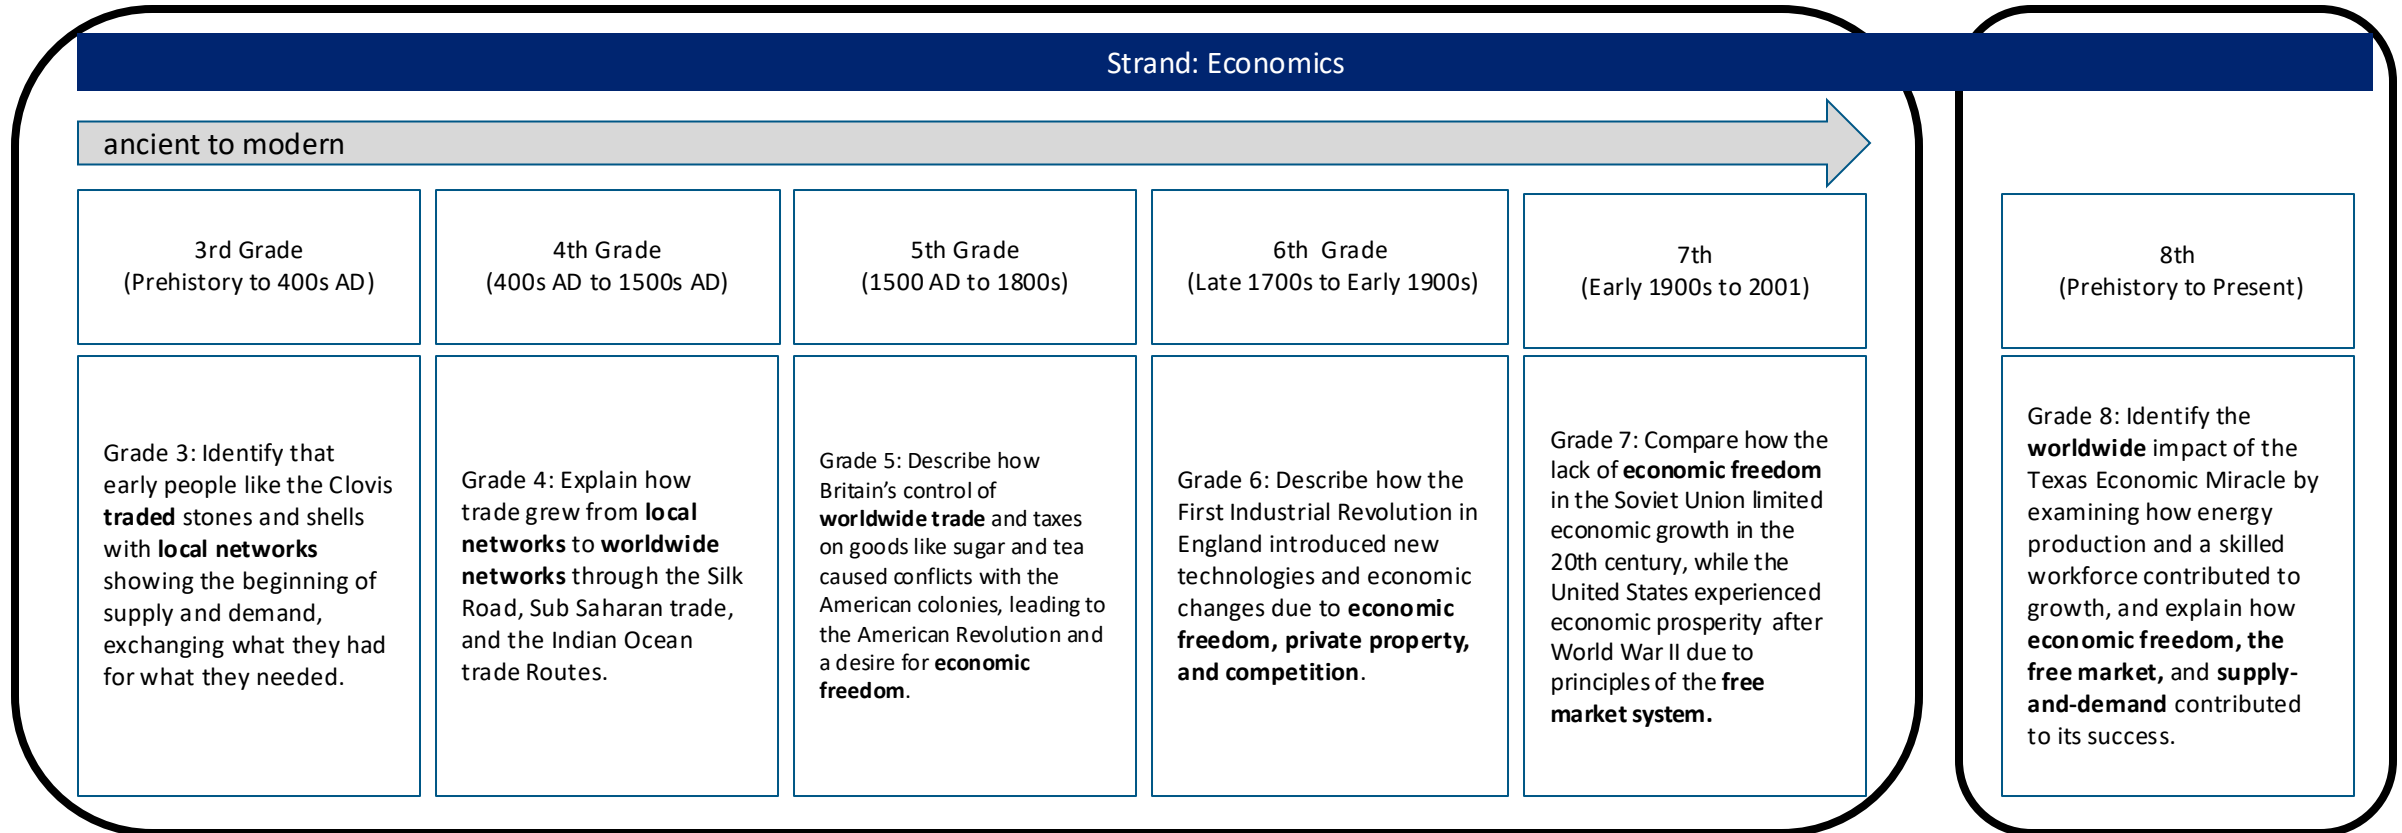 Strand: Economics
ancient to modern
3rd Grade
(Prehistory to 400s AD)
4th Grade
(400s AD to 1500s AD)
5th Grade
(1500 AD to 1800s)
6th  Grade
(Late 1700s to Early 1900s)
7th
(Early 1900s to 2001)
8th
(Prehistory to Present)
Grade 3: Identify that
early people like the Clovis
traded stones and shells
with local networks
showing the beginning of
supply and demand,
exchanging what they had
for what they needed.
Grade 4: Explain how
trade grew from local
networks to worldwide
networks through the Silk
Road, Sub Saharan trade,
and the Indian Ocean
trade Routes.
Grade 5: Describe how
Britain’s control of
worldwide trade and taxes
on goods like sugar and tea
caused conflicts with the
American colonies, leading to
the American Revolution and
a desire for economic
freedom.
Grade 6: Describe how the
First Industrial Revolution in
England introduced new
technologies and economic
changes due to economic
freedom, private property,
and competition.
Grade 7: Compare how the
lack of economic freedom
in the Soviet Union limited
economic growth in the
20th century, while the
United States experienced
economic prosperity  after
World War II due to
principles of the free
market system.
Grade 8: Identify the
worldwide impact of the
Texas Economic Miracle by
examining how energy
production and a skilled
workforce contributed to
growth, and explain how
economic freedom, the
free market, and supply-
and-demand contributed
to its success.